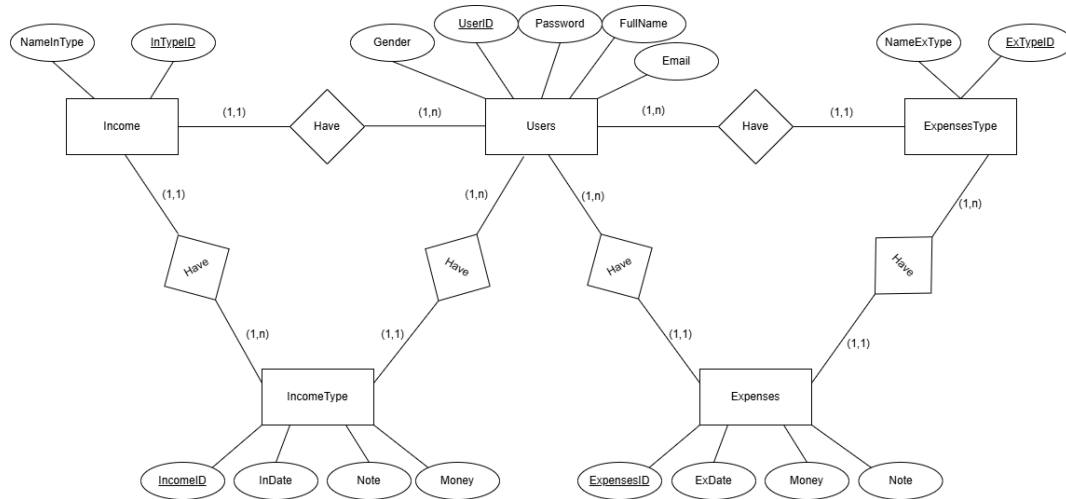 UserID
Password
FullName
NameInType
InTypeID
Gender
NameExType
ExTypeID
Email
Income
(1,1)
Have
(1,n)
Users
(1,n)
Have
(1,1)
ExpensesType
(1,1)
(1,n)
(1,n)
(1,n)
Have
Have
Have
Have
(1,n)
(1,1)
(1,1)
(1,1)
IncomeType
Expenses
IncomeID
InDate
Note
Money
ExpensesID
ExDate
Money
Note